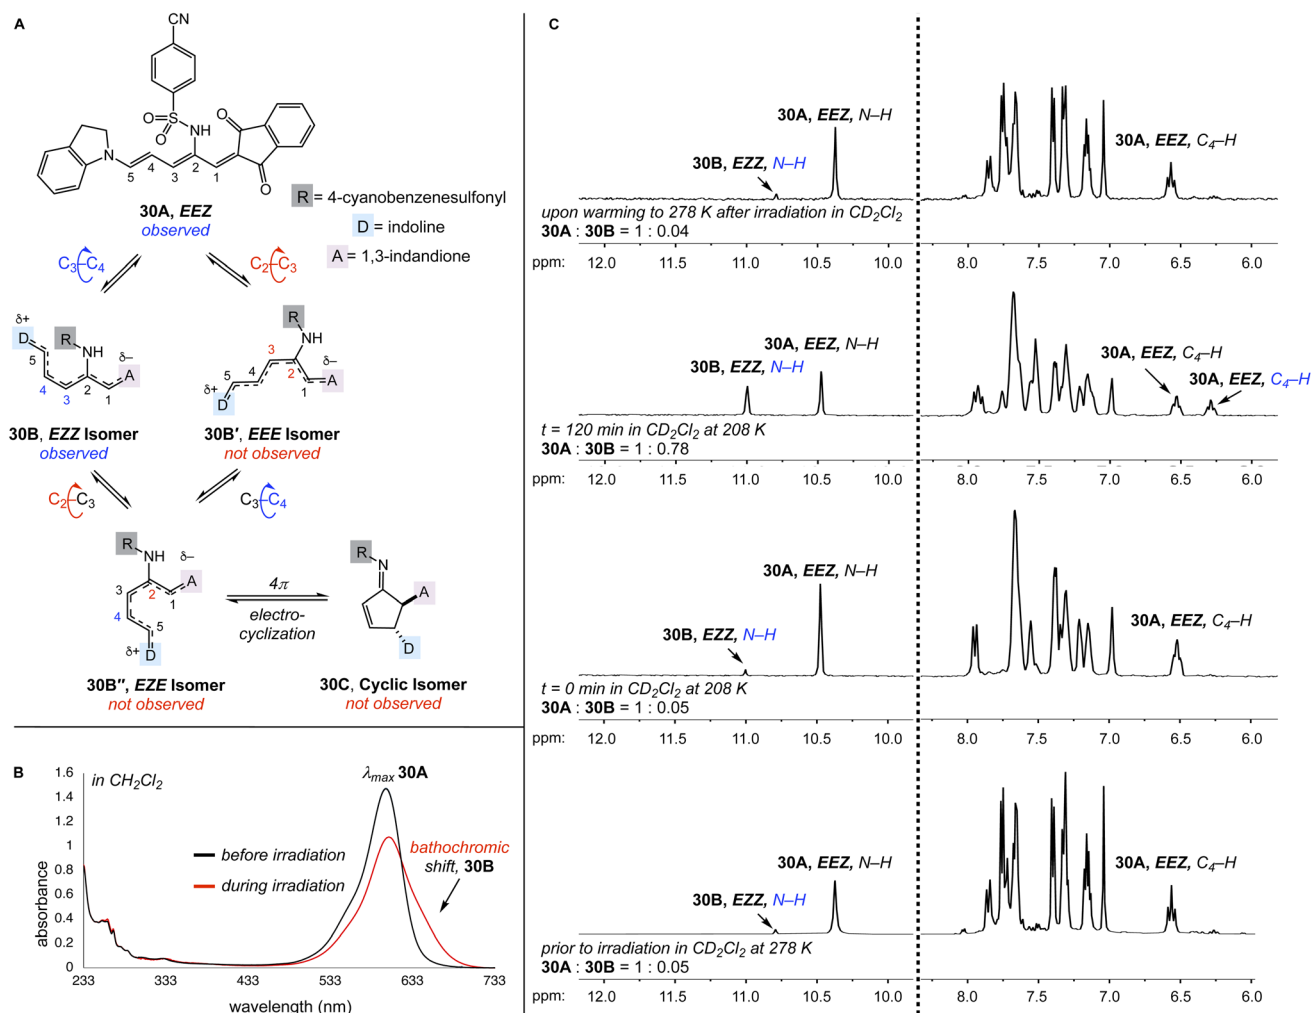 A
CN
O
S
O
NH
O
N
5
4
3
2
1
O
30A, EEZ
observed
R = 4-cyanobenzenesulfonyl
D = indoline
A = 1,3-indandione
C3–C4
C2–C3
δ+
D
R
NH
δ–
A
5
4
3
2
1
30B, EZZ Isomer
observed
R
NH
3
δ–
5
4
2
1
A
δ+
D
30B′, EEE Isomer
not observed
C2–C3
C3–C4
R
NH
δ–
3
A
2
1
4
5
δ+
D
30B″, EZE Isomer
not observed
4π
electro-
cyclization
R
N
A
D
30C, Cyclic Isomer
not observed
B
in CH2Cl2
λmax 30A
before irradiation
during irradiation
bathochromic
shift, 30B
absorbance
1.6
1.4
1.2
1
0.8
0.6
0.4
0.2
0
233
333
433
533
633
733
wavelength (nm)
C
30A, EEZ, N–H
30B, EZZ, N–H
30A, EEZ, C4–H
upon warming to 278 K after irradiation in CD2Cl2
30A : 30B = 1 : 0.04
ppm: 12.0 11.0 10.5 10.0 8.0 7.5 7.0 6.5 6.0
30A, EEZ, N–H
30B, EZZ, N–H
30A, EEZ, C4–H
30A, EEZ, C4–H
t = 120 min in CD2Cl2 at 208 K
30A : 30B = 1 : 0.78
ppm: 12.0 11.0 10.5 10.0 8.0 7.5 7.0 6.5 6.0
30A, EEZ, N–H
30B, EZZ, N–H
30A, EEZ, C4–H
t = 0 min in CD2Cl2 at 208 K
30A : 30B = 1 : 0.05
ppm: 12.0 11.0 10.5 10.0 8.0 7.5 7.0 6.5 6.0
30A, EEZ, N–H
30B, EZZ, N–H
30A, EEZ, C4–H
prior to irradiation in CD2Cl2 at 278 K
30A : 30B = 1 : 0.05
ppm: 12.0 11.0 10.5 10.0 8.0 7.5 7.0 6.5 6.0